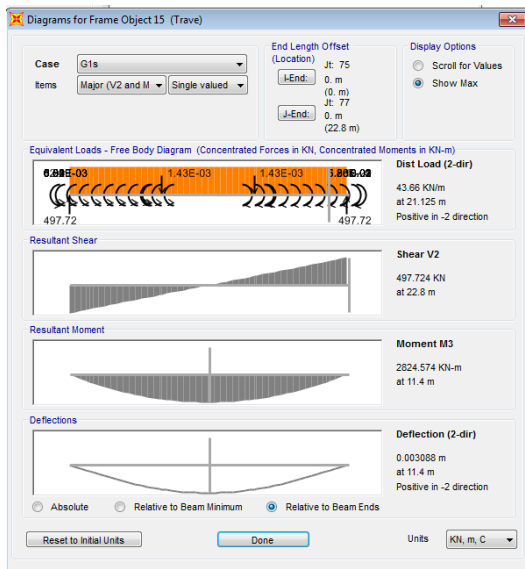 Diagrams for Frame Object 15 (Trave)
Case
G1s
Items
Major (V2 and M
Single valued
End Length Offset
(Location)
I-End:
Jt: 75
0. m
(0. m)
J-End:
Jt: 77
0. m
(22.8 m)
Display Options
Scroll for Values
Show Max
Equivalent Loads - Free Body Diagram (Concentrated Forces in KN, Concentrated Moments in KN-m)
1.43E-03
1.43E-03
497.72
497.72
Dist Load (2-dir)
43.66 KN/m
at 21.125 m
Positive in -2 direction
Resultant Shear
Shear V2
497.724 KN
at 22.8 m
Resultant Moment
Moment M3
2824.574 KN-m
at 11.4 m
Deflections
Deflection (2-dir)
0.003088 m
at 11.4 m
Positive in -2 direction
Absolute
Relative to Beam Minimum
Relative to Beam Ends
Reset to Initial Units
Done
Units
KN, m, C